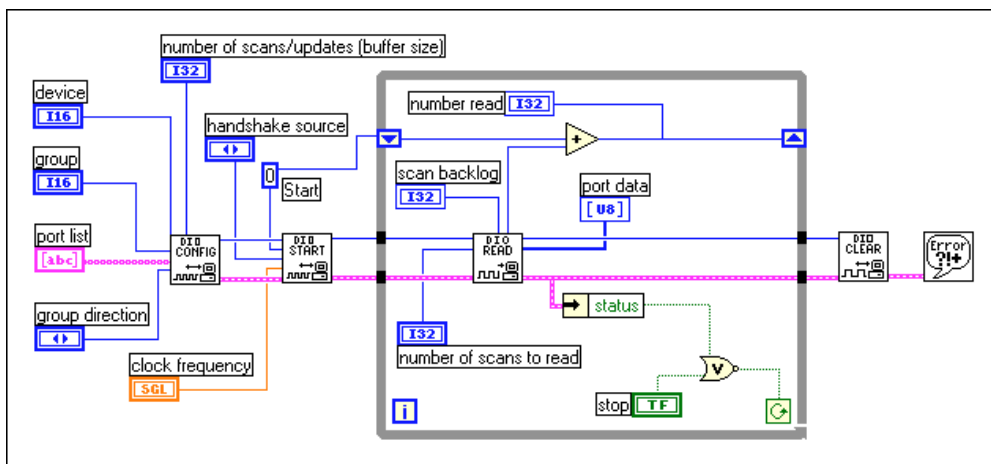 number of scans/updates (buffer size)
I32
device
I16
number read
I32
handshake source
group
I16
0
Start
+
scan backlog
I32
port data
[U8]
port list
[abc]
DIO
CONFIG
DIO
START
DIO
READ
DIO
CLEAR
Error
?!+
group direction
I32
number of scans to read
status
clock frequency
SGL
V
stop
TF
i